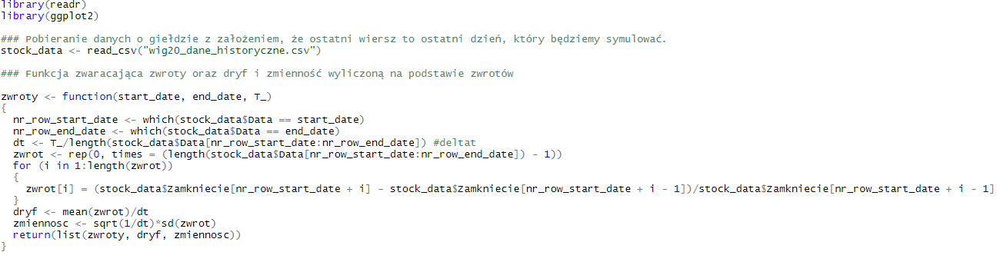 library(readr)
library(ggplot2)
### Pobieranie danych o giełdzie z założeniem, że ostatni wiersz to ostatni dzień, który będziemy symulować.
stock_data <- read_csv("wig20_dane_historyczne.csv")
### Funkcja zwaracająca zwroty oraz dryf i zmienność wyliczoną na podstawie zwrotów
zwroty <- function(start_date, end_date, T_)
{
  nr_row_start_date <- which(stock_data$Data == start_date)
  nr_row_end_date <- which(stock_data$Data == end_date)
  dt <- T_/length(stock_data$Data[nr_row_start_date:nr_row_end_date]) #deltat
  zwrot <- rep(0, times = (length(stock_data$Data[nr_row_start_date:nr_row_end_date]) - 1))
  for (i in 1:length(zwrot))
  {
    zwrot[i] = (stock_data$Zamkniecie[nr_row_start_date + i] - stock_data$Zamkniecie[nr_row_start_date + i - 1])/stock_data$Zamkniecie[nr_row_start_date + i - 1]
  }
  dryf <- mean(zwrot)/dt
  zmiennosc <- sqrt(1/dt)*sd(zwrot)
  return(list(zwroty, dryf, zmiennosc))
}